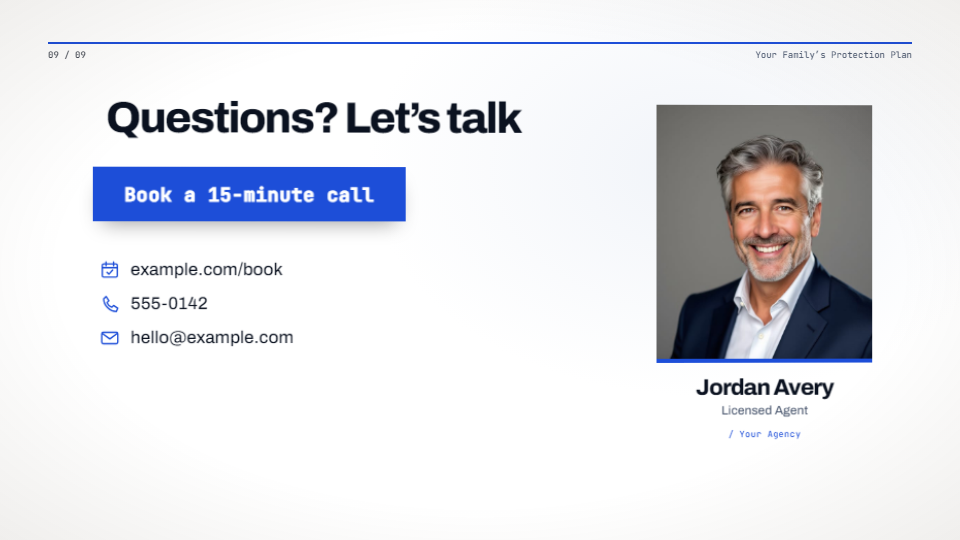 09 / 09
Your Family’s Protection Plan
Questions? Let’s talk
Book a 15-minute call
example.com/book
555-0142
hello@example.com
Jordan Avery
Licensed Agent
/ Your Agency